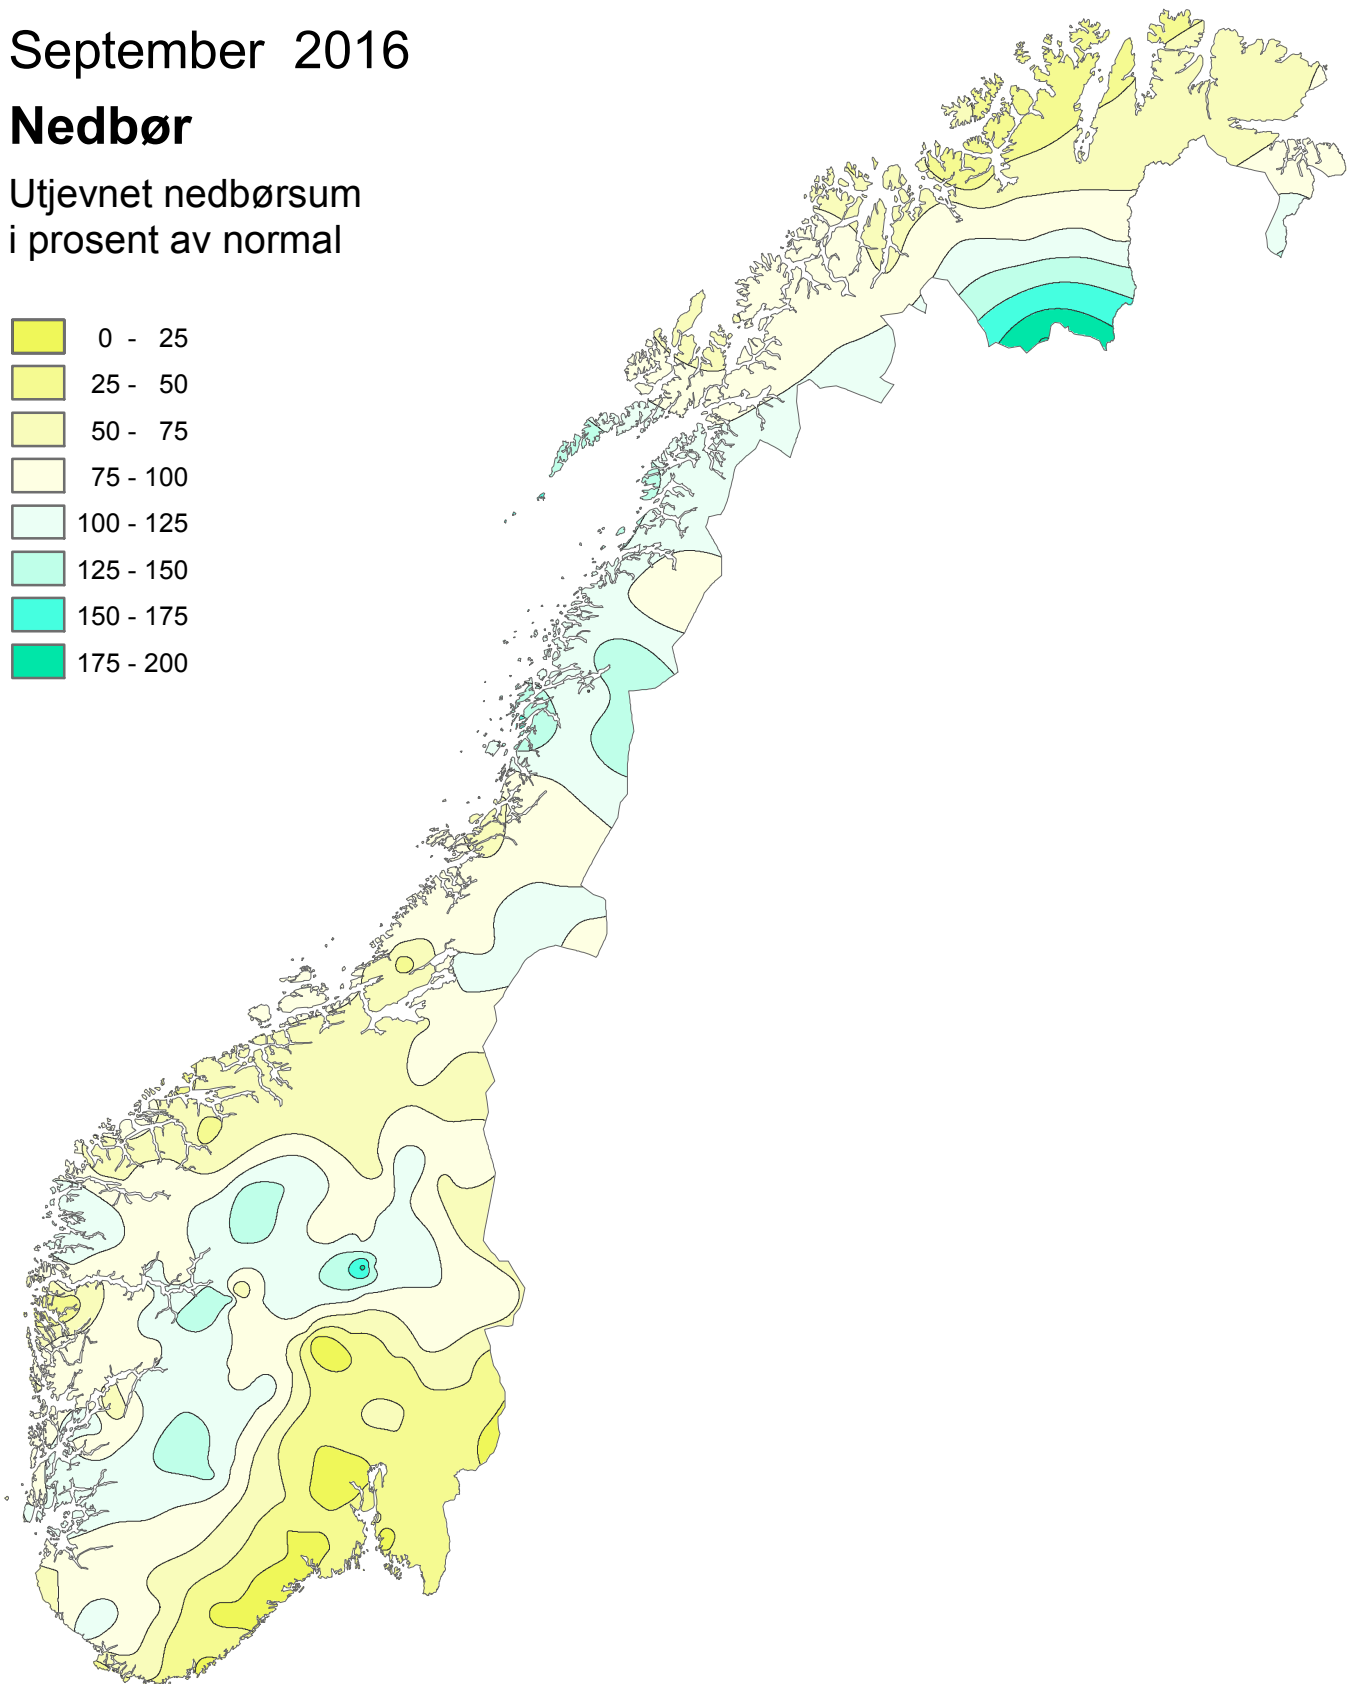 September 2016
Nedbør
Utjevnet nedbørsum
i prosent av normal
0 - 25
25 - 50
50 - 75
75 - 100
100 - 125
125 - 150
150 - 175
175 - 200